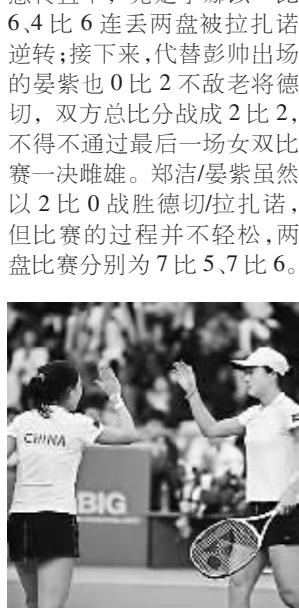 6、4 比 6 连丢两盘被拉扎诺
逆转；接下来，代替彭帅出场
的晏紫也 0 比 2 不敌老将德
切，双方总比分战成 2 比 2，
不得不通过最后一场女双比
赛一决雌雄。郑洁/晏紫虽然
以 2 比 0 战胜德切/拉扎诺，
但比赛的过程并不轻松，两
盘比赛分别为 7 比 5、7 比 6。
CHINA
BIG